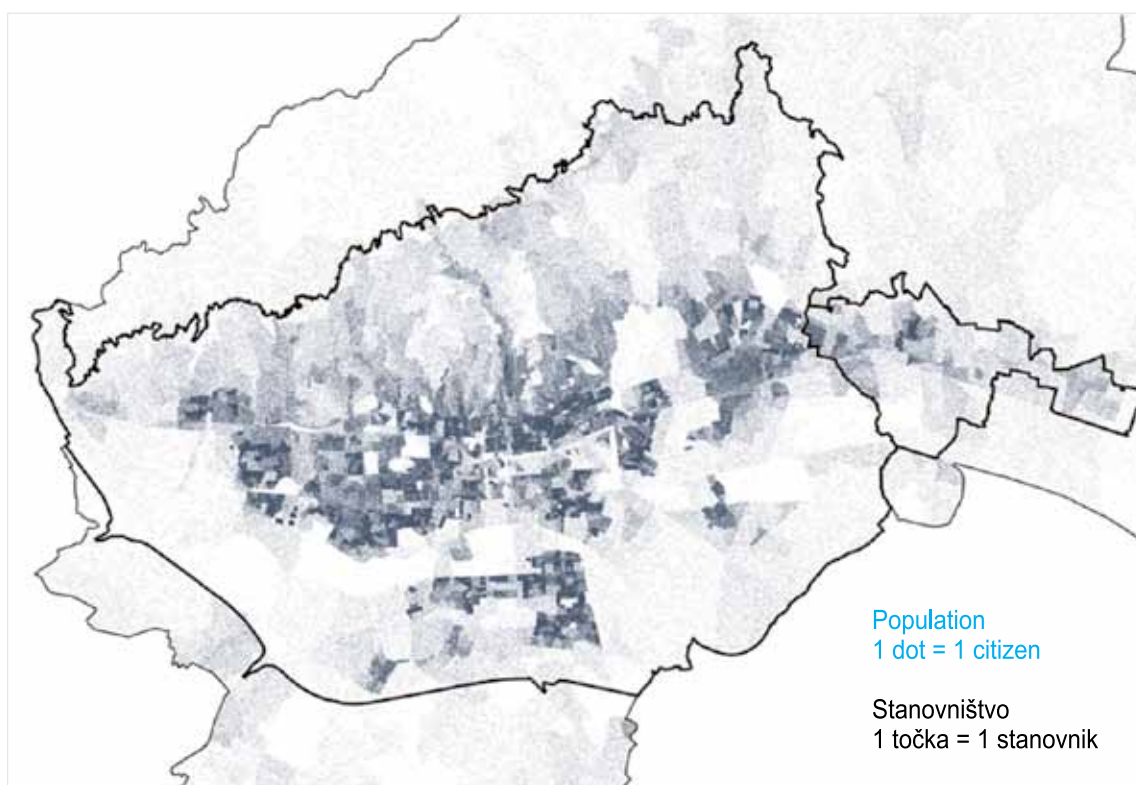 Population
1 dot = 1 citizen
Stanovništvo
1 točka = 1 stanovnik